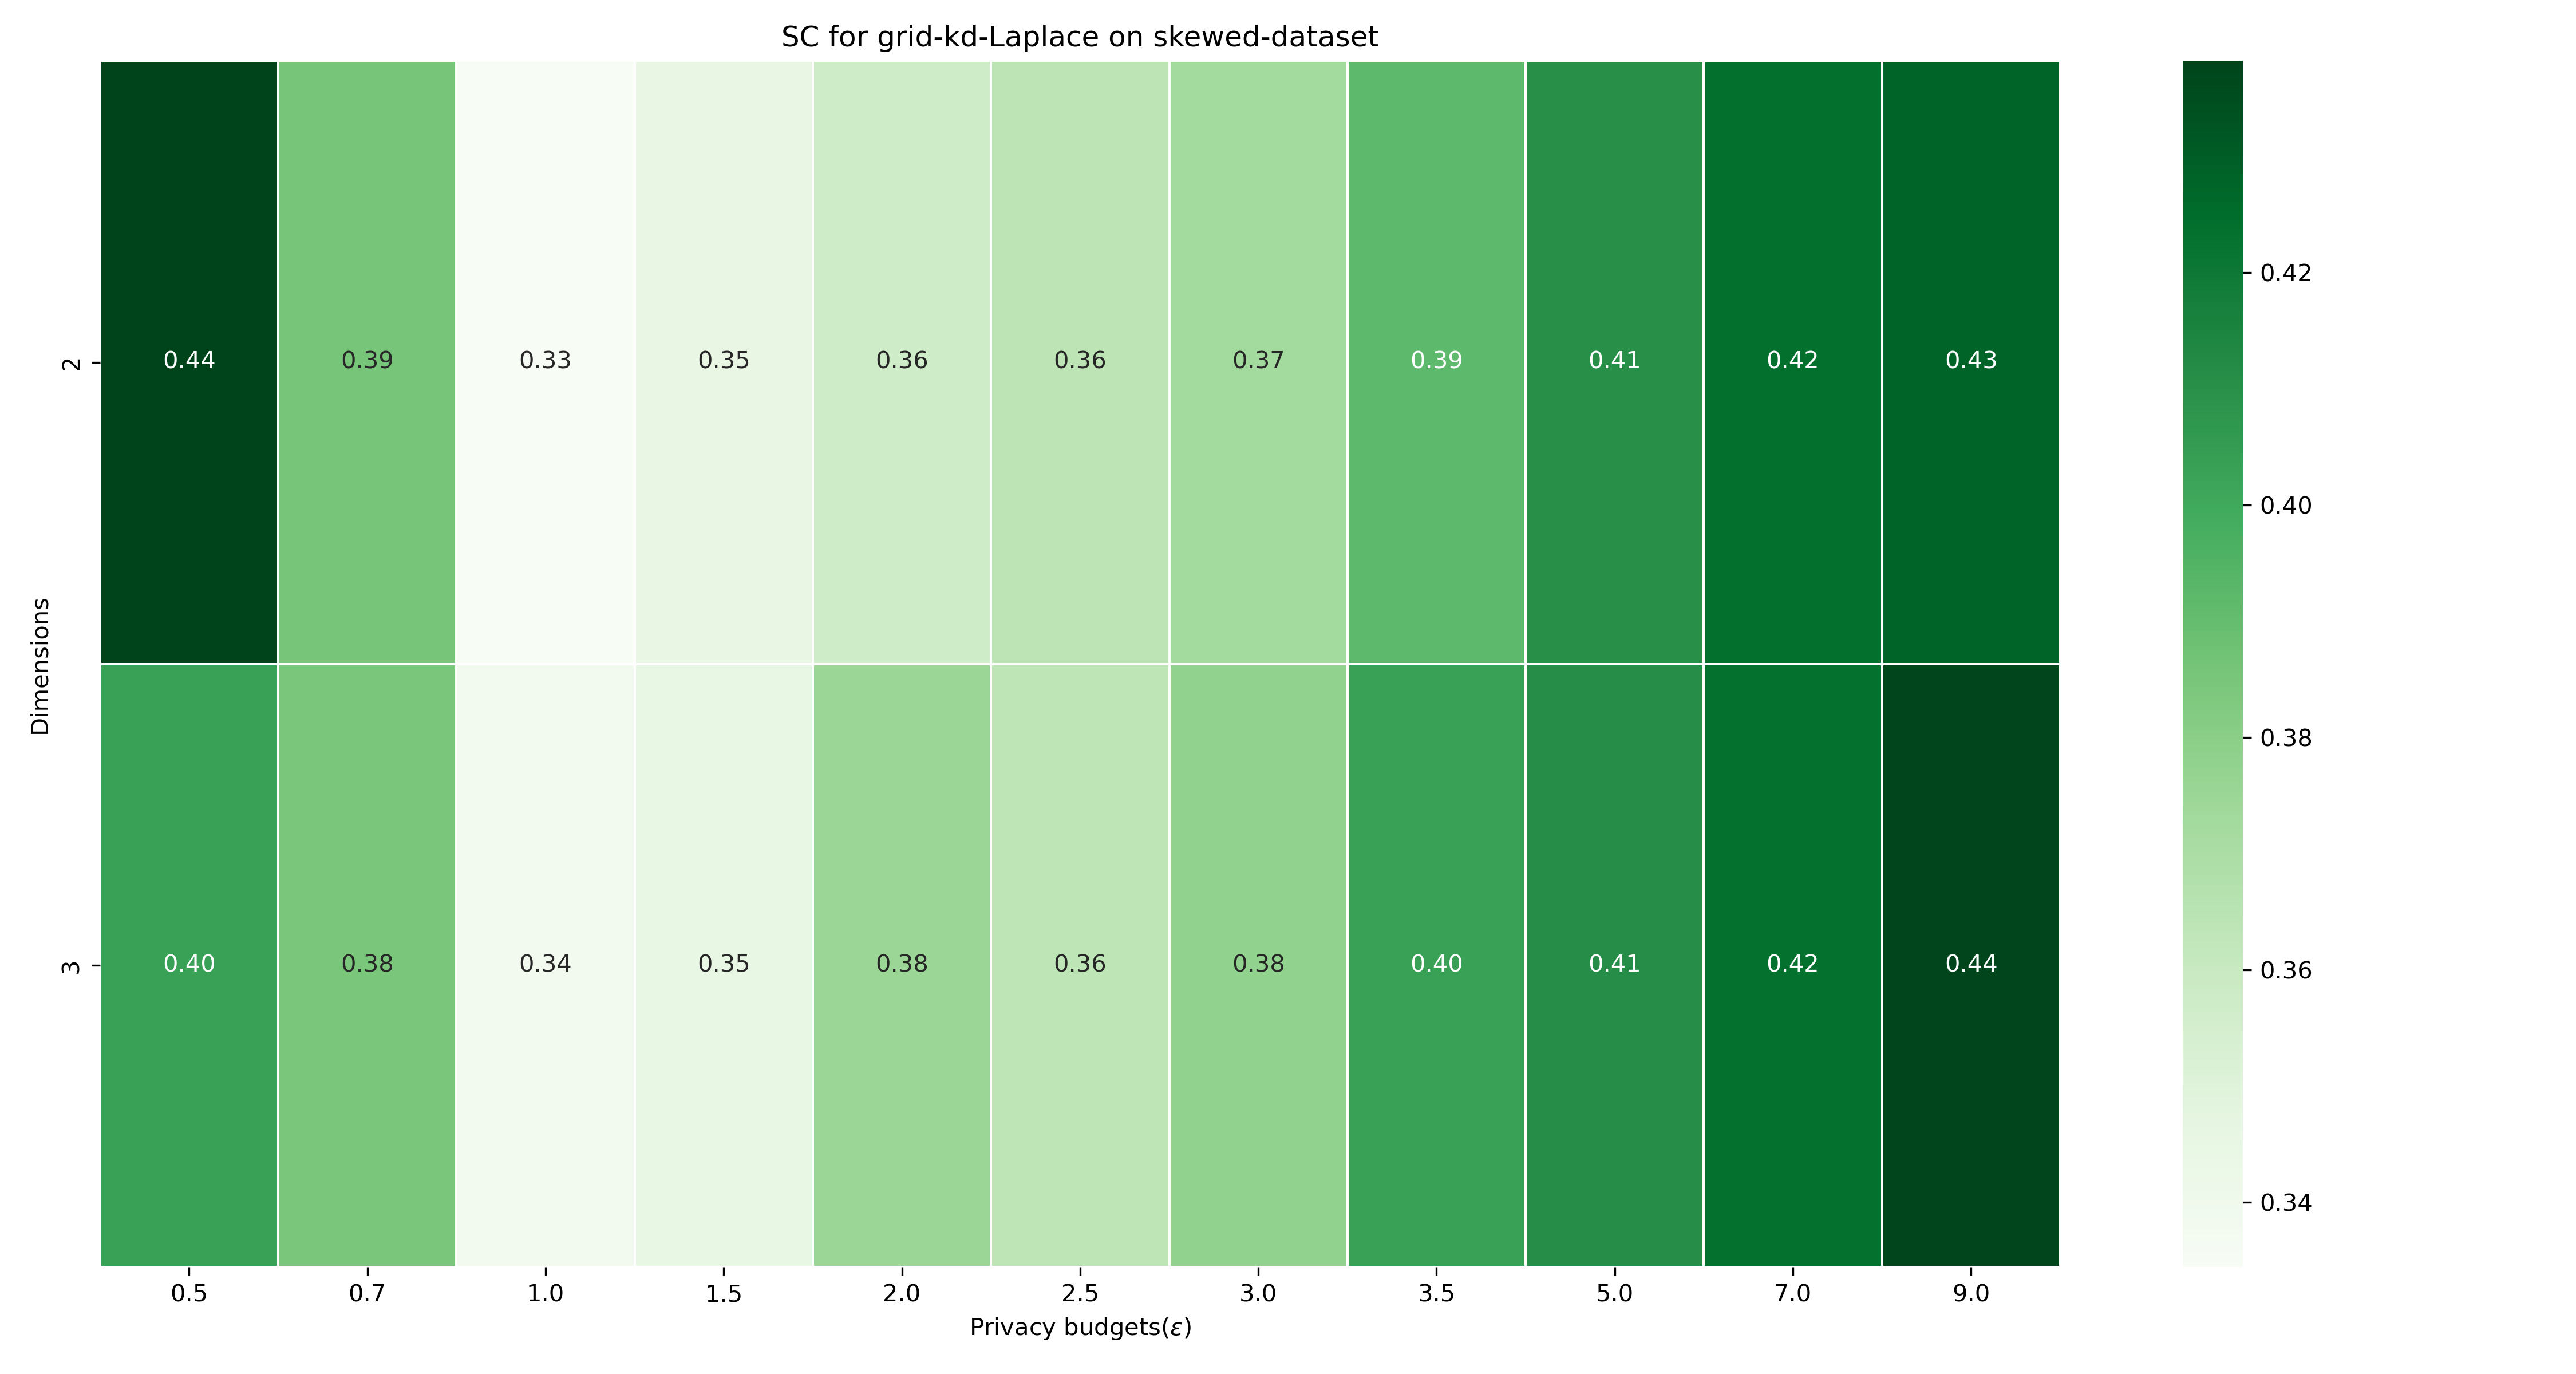 SC for grid-kd-Laplace on skewed-dataset
Dimensions
2
0.44 0.39 0.33 0.35 0.36 0.36 0.37 0.39 0.41 0.42 0.43
3
0.40 0.38 0.34 0.35 0.38 0.36 0.38 0.40 0.41 0.42 0.44
0.5 0.7 1.0 1.5 2.0 2.5 3.0 3.5 5.0 7.0 9.0
Privacy budgets(ε)
0.42
0.40
0.38
0.36
0.34